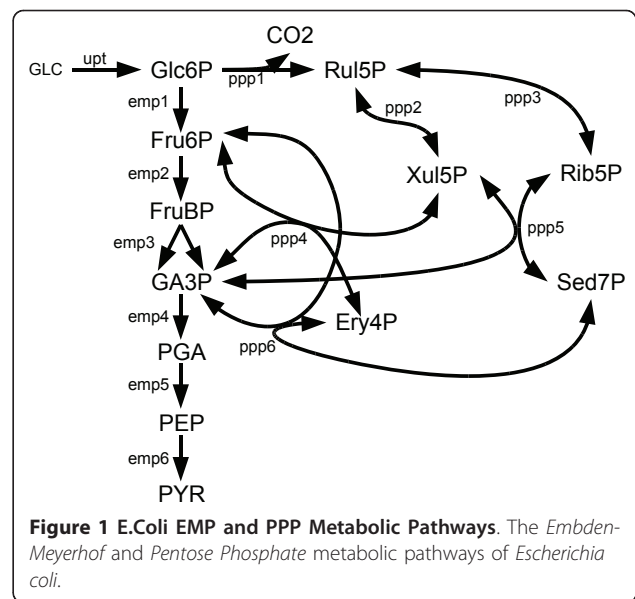 CO2
GLC upt Glc6P ppp1 Rul5P
emp1 ppp2 ppp3
Fru6P
emp2 Xul5P Rib5P
FruBP
emp3 ppp4 ppp5
GA3P Sed7P
emp4 Ery4P
ppp6
PGA
emp5
PEP
emp6
PYR
Figure 1 E.Coli EMP and PPP Metabolic Pathways. The Embden-
Meyerhof and Pentose Phosphate metabolic pathways of Escherichia
coli.